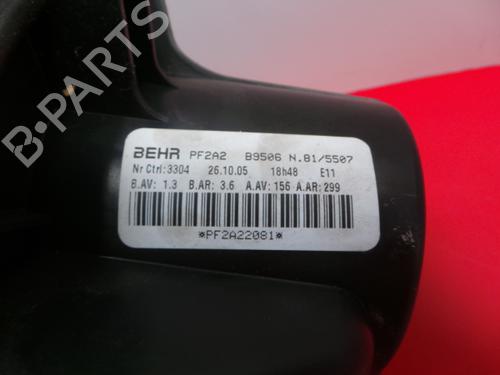 B-PARTS
BEHR PF2A2 B9506 N.81/5507
Nr Ctrl:3304 26.10.05 18h48 E11
B.AV: 1.3 B.AR: 3.6 A.AV: 156 A.AR: 299
*PF2A22081*